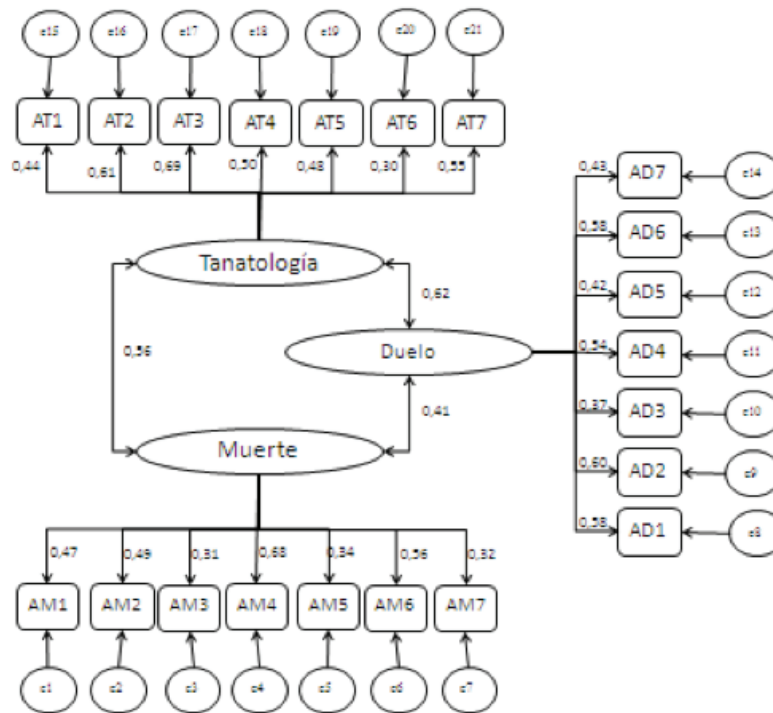 e15 e16 e17 e18 e19 e20 e21
AT1 AT2 AT3 AT4 AT5 AT6 AT7
0,44 0,61 0,69 0,50 0,48 0,30 0,55
Tanatología
0,62
0,56
Duelo
0,41
Muerte
0,43 AD7 e14
0,58 AD6 e13
0,42 AD5 e12
0,54 AD4 e11
0,37 AD3 e10
0,60 AD2 e9
0,58 AD1 e8
0,47 0,49 0,31 0,68 0,34 0,56 0,32
AM1 AM2 AM3 AM4 AM5 AM6 AM7
e1 e2 e3 e4 e5 e6 e7